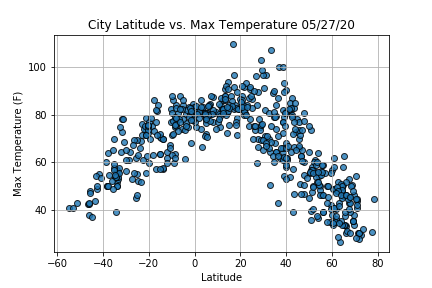 City Latitude vs. Max Temperature 05/27/20
100
80
60
40
Max Temperature (F)
−60 −40 −20 0 20 40 60 80
Latitude